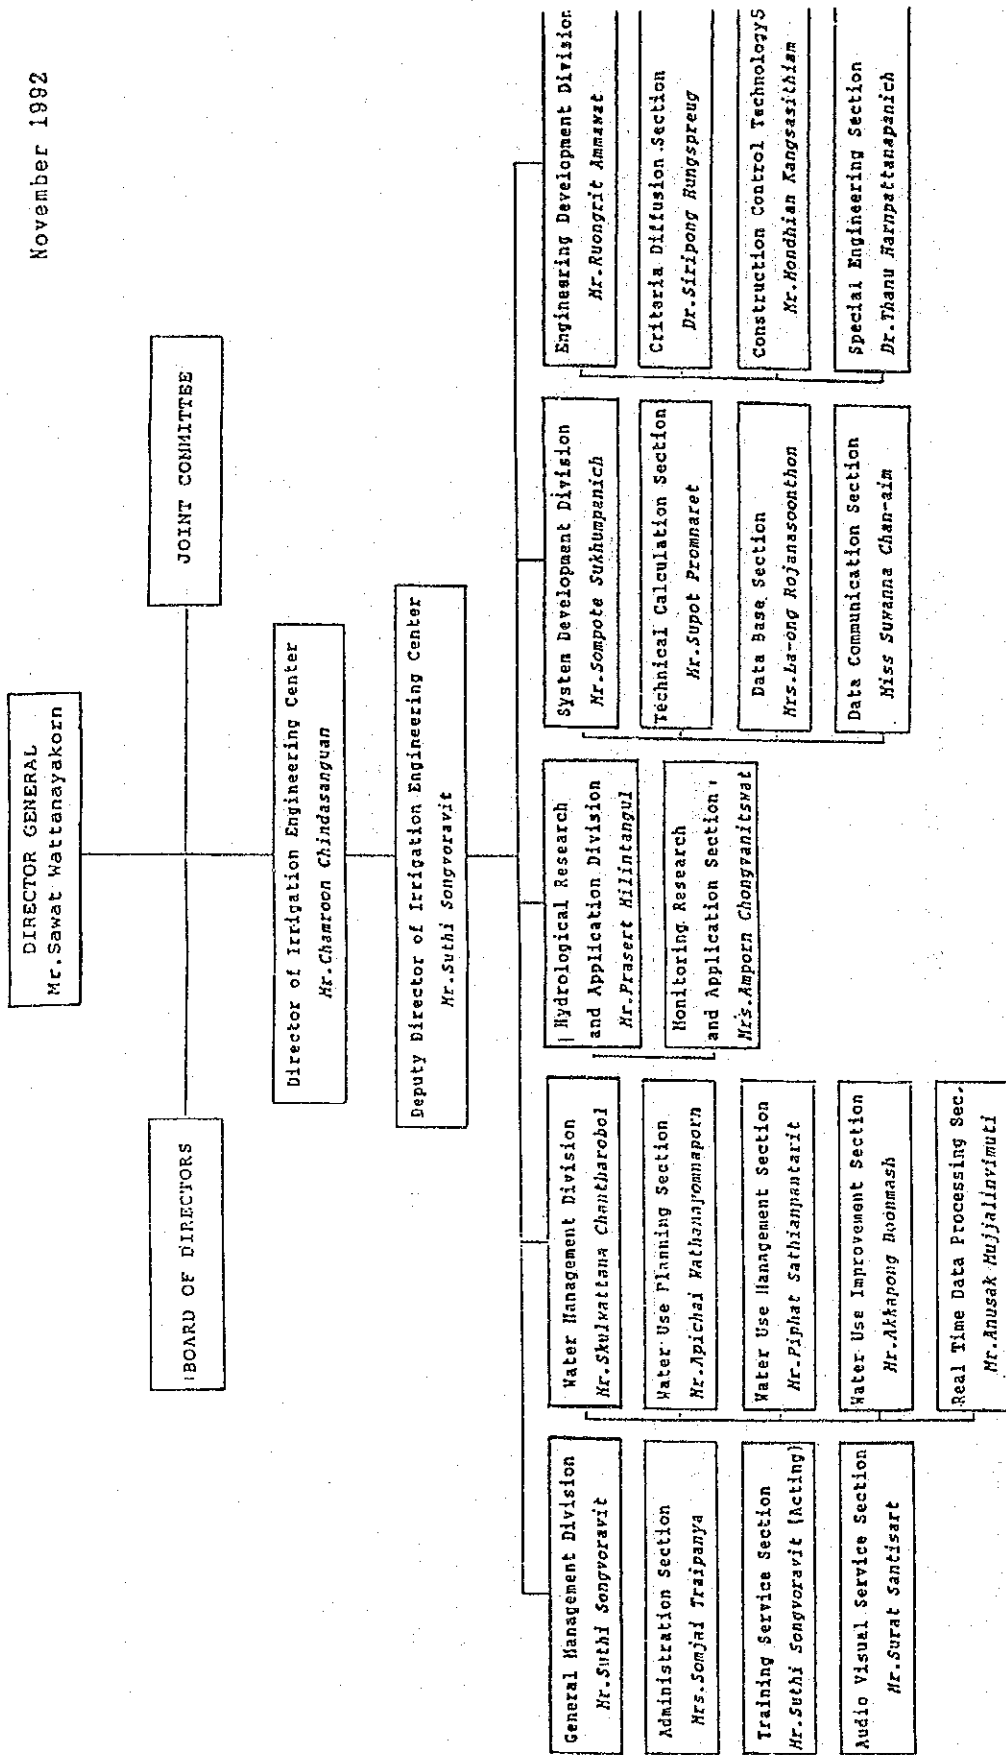 November 1992
DIRECTOR GENERAL
Mr.Sawat Wattanayakorn
BOARD OF DIRECTORS
JOINT COMMITTEE
Director of Irrigation Engineering Center
Mr.Chamroon Chindasanguan
Deputy Director of Irrigation Engineering Center
Mr.Suthi Songvoravit
General Management Division
Mr.Suthi Songvoravit
Administration Section
Mrs.Somjai Traipanya
Training Service Section
Mr.Suthi Songvoravit (Acting)
Audio Visual Service Section
Mr.Surat Santisart
Water Management Division
Mr.Skulwattana Chantharobol
Water Use Planning Section
Mr.Apichai Wathanayomnaporn
Water Use Management Section
Mr.Piphat Sathianpantarit
Water Use Improvement Section
Mr.Akkapong Boonmash
Real Time Data Processing Sec.
Mr.Anusak Mujjalinvimuti
Hydrological Research
and Application Division
Mr.Prasert Milintangul
Monitoring Research
and Application Section
Mrs.Amporn Chongvanitswat
System Development Division
Mr.Sompote Sukhumpanich
Technical Calculation Section
Mr.Supot Promnaret
Data Base Section
Mrs.La-ong Rojanasoonthon
Data Communication Section
Miss Suwanna Chan-aim
Engineering Development Division
Mr.Ruongrit Ammawat
Criteria Diffusion Section
Dr.Siripong Hungspreug
Construction Control TechnologyS
Mr.Mondhian Kangsasithiam
Special Engineering Section
Dr.Thanu Harnpattanapanich